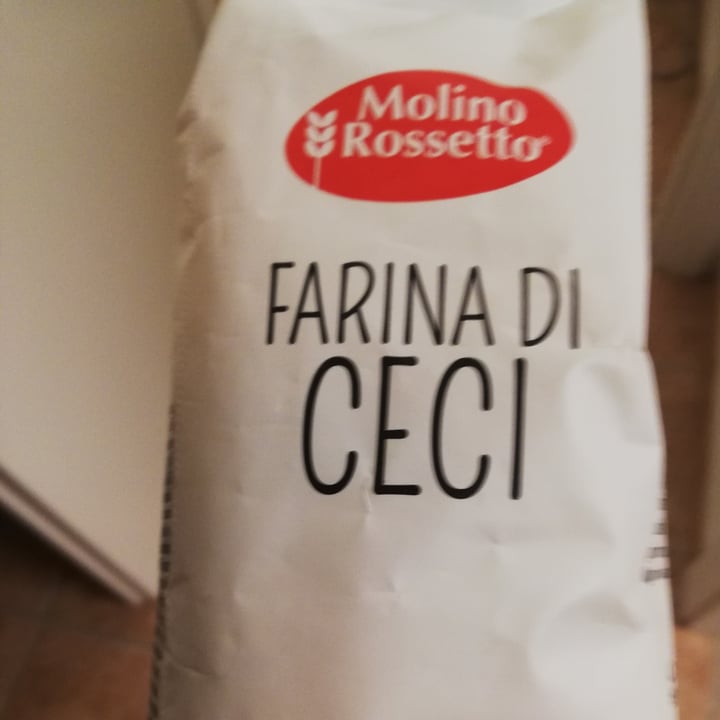 Molino
Rossetto
FARINA DI
CECI